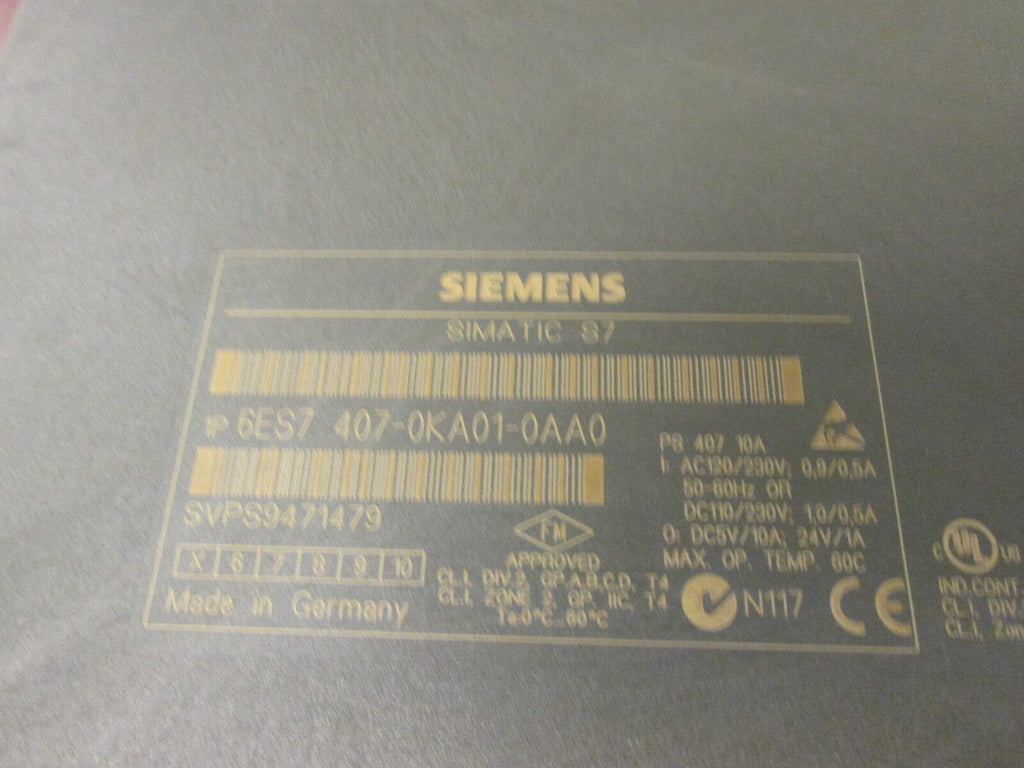 SIEMENS
SIMATIC S7
1P 6ES7 407-0KA01-0AA0
SVPS9471479
X 6 7 8 9 10
Made in Germany
FM
APPROVED
CL.I, DIV.2, GP.A,B,C,D, T4
CL.I, ZONE 2, GP. IIC, T4
Ta:0°C...60°C
PS 407 10A
I: AC120/230V; 0,9/0,5A
50-60Hz OR
DC110/230V; 1,0/0,5A
O: DC5V/10A; 24V/1A
MAX. OP. TEMP. 60C
N117
CE
C UL US
IND.CONT.
CL.I, DIV.
CL.I, Zon